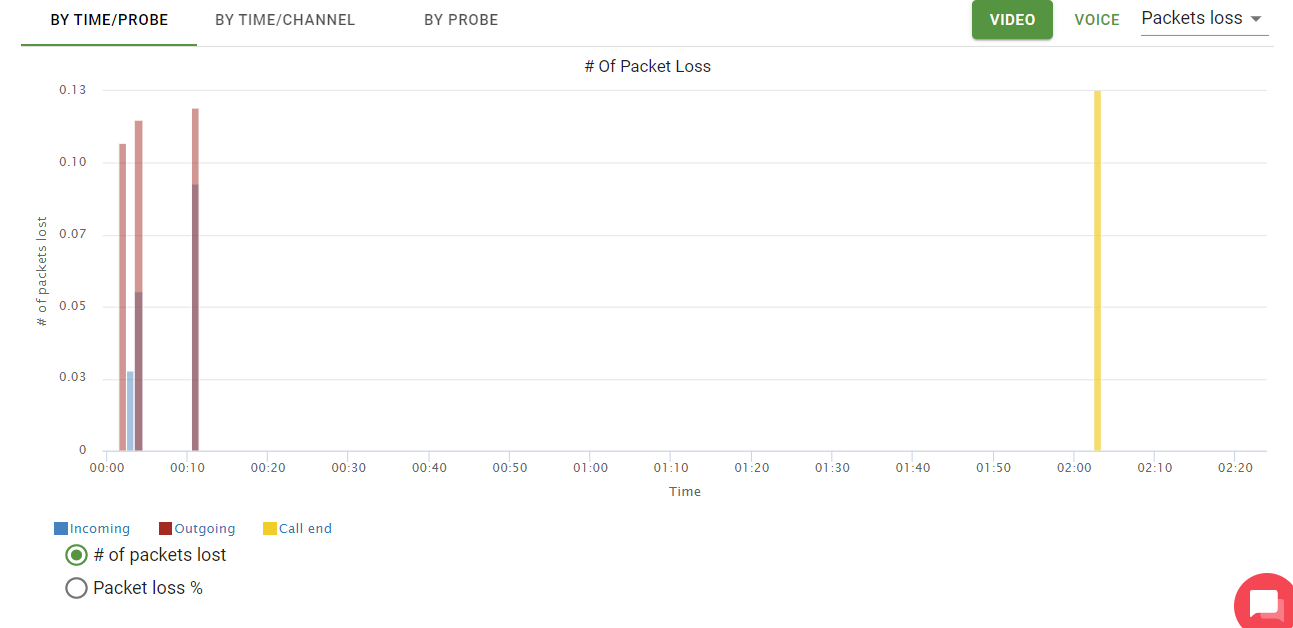 BY TIME/PROBE BY TIME/CHANNEL BY PROBE VIDEO VOICE Packets loss
# Of Packet Loss
0.13
0.10
0.07
0.05
0.03
0
# of packets lost
00:00 00:10 00:20 00:30 00:40 00:50 01:00 01:10 01:20 01:30 01:40 01:50 02:00 02:10 02:20
Time
Incoming Outgoing Call end
# of packets lost
Packet loss %